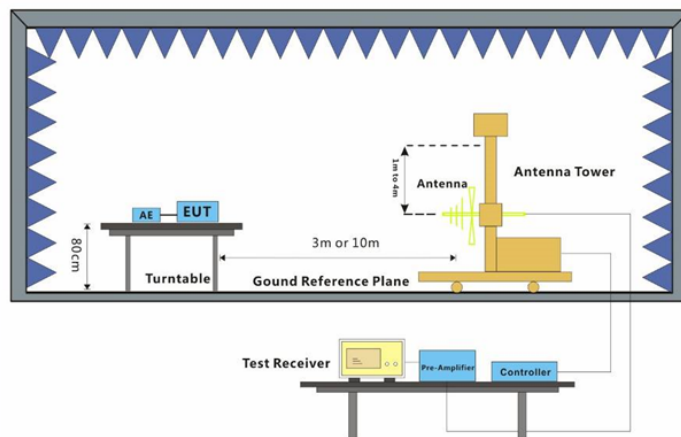 1m to 4m
Antenna
Antenna Tower
AE
EUT
80cm
3m or 10m
Turntable
Gound Reference Plane
Test Receiver
Pre-Amplifier
Controller